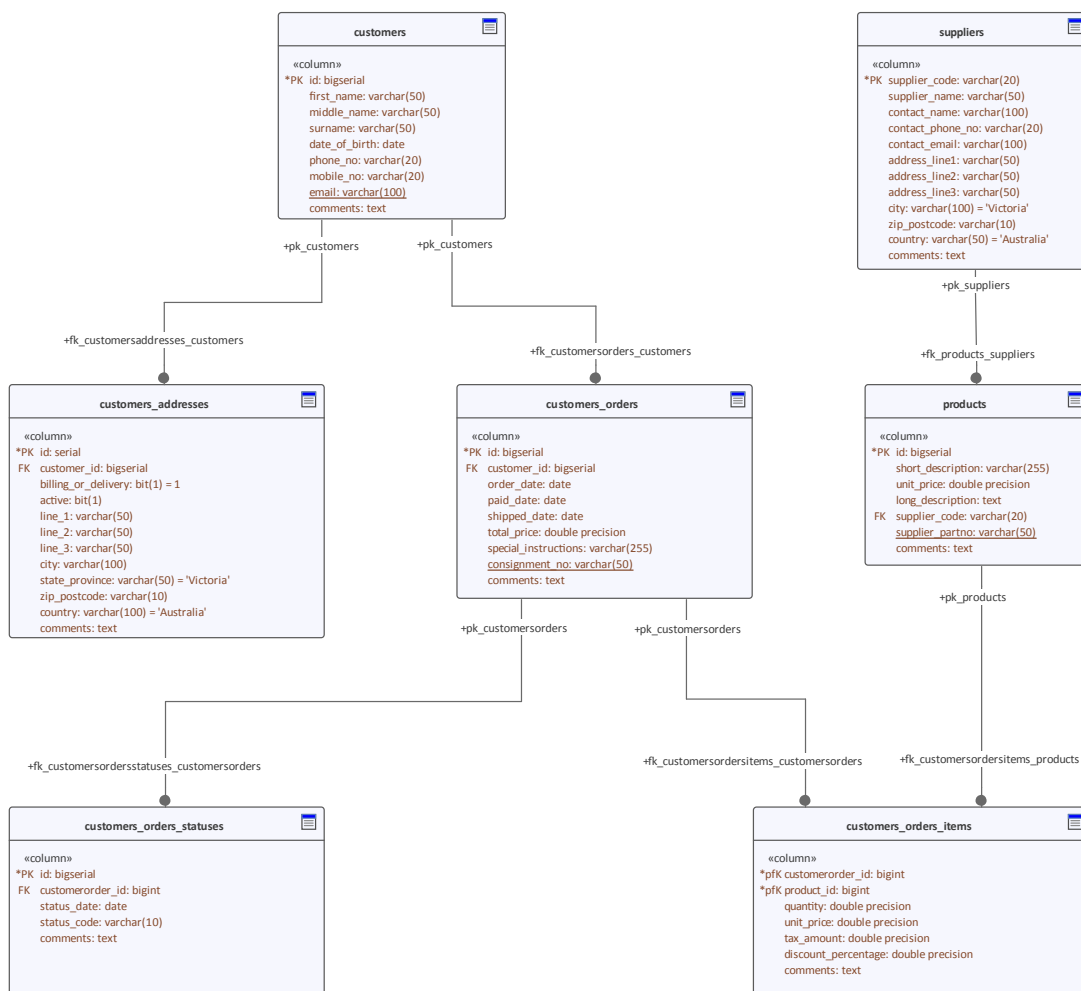 customers
«column»
*PK id: bigserial
first_name: varchar(50)
middle_name: varchar(50)
surname: varchar(50)
date_of_birth: date
phone_no: varchar(20)
mobile_no: varchar(20)
email: varchar(100)
comments: text
suppliers
«column»
*PK supplier_code: varchar(20)
supplier_name: varchar(50)
contact_name: varchar(100)
contact_phone_no: varchar(20)
contact_email: varchar(100)
address_line1: varchar(50)
address_line2: varchar(50)
address_line3: varchar(50)
city: varchar(100) = 'Victoria'
zip_postcode: varchar(10)
country: varchar(50) = 'Australia'
comments: text
+pk_customers
+pk_customers
+pk_suppliers
+fk_customersaddresses_customers
+fk_customersorders_customers
+fk_products_suppliers
customers_addresses
«column»
*PK id: serial
FK customer_id: bigserial
billing_or_delivery: bit(1) = 1
active: bit(1)
line_1: varchar(50)
line_2: varchar(50)
line_3: varchar(50)
city: varchar(100)
state_province: varchar(50) = 'Victoria'
zip_postcode: varchar(10)
country: varchar(100) = 'Australia'
comments: text
customers_orders
«column»
*PK id: bigserial
FK customer_id: bigserial
order_date: date
paid_date: date
shipped_date: date
total_price: double precision
special_instructions: varchar(255)
consignment_no: varchar(50)
comments: text
products
«column»
*PK id: bigserial
short_description: varchar(255)
unit_price: double precision
long_description: text
FK supplier_code: varchar(20)
supplier_partno: varchar(50)
comments: text
+pk_products
+pk_customersorders
+pk_customersorders
+fk_customersordersstatuses_customersorders
+fk_customersordersitems_customersorders
+fk_customersordersitems_products
customers_orders_statuses
«column»
*PK id: bigserial
FK customerorder_id: bigint
status_date: date
status_code: varchar(10)
comments: text
customers_orders_items
«column»
*pfK customerorder_id: bigint
*pfK product_id: bigint
quantity: double precision
unit_price: double precision
tax_amount: double precision
discount_percentage: double precision
comments: text